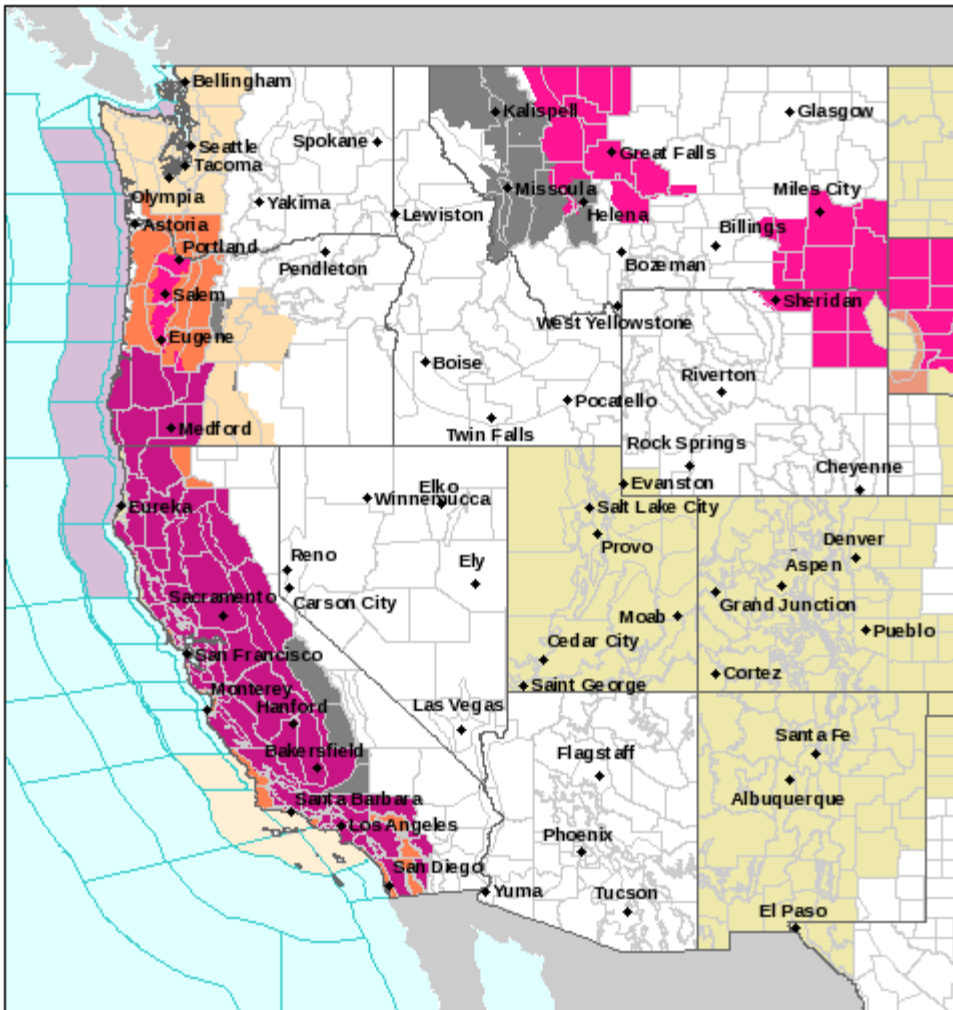 Bellingham
Kalispell
Glasgow
Seattle
Spokane
Great Falls
Tacoma
Missoula
Miles City
Olympia
Yakima
Lewiston
Helena
Astoria
Billings
Portland
Pendleton
Bozeman
Salem
Sheridan
West Yellowstone
Eugene
Boise
Riverton
Pocatello
Medford
Twin Falls
Rock Springs
Cheyenne
Elko
Evanston
Winnemucca
Eureka
Salt Lake City
Denver
Provo
Reno
Ely
Aspen
Sacramento
Carson City
Grand Junction
Moab
Pueblo
Cedar City
San Francisco
Cortez
Saint George
Monterey
Hanford
Las Vegas
Santa Fe
Bakersfield
Flagstaff
Albuquerque
Santa Barbara
Los Angeles
Phoenix
San Diego
Yuma
Tucson
El Paso